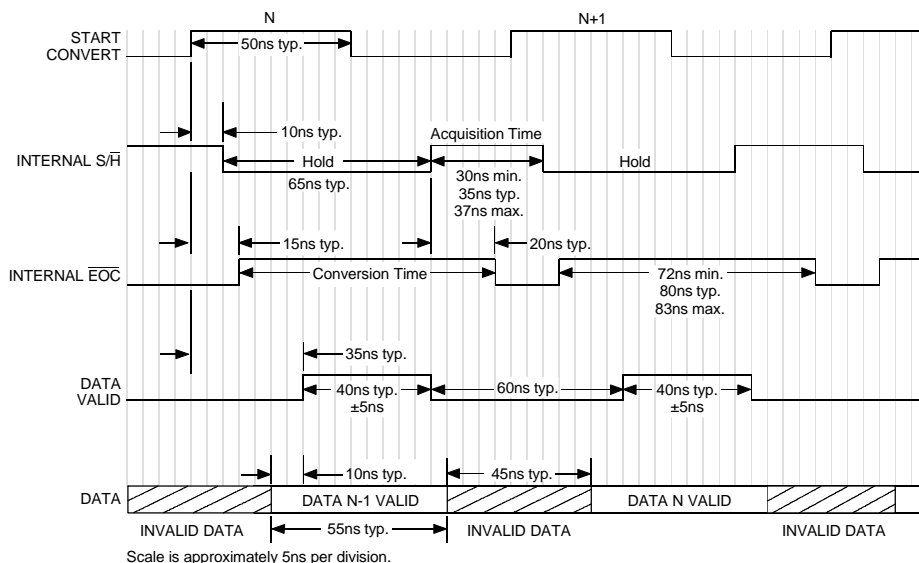 N
N+1
START
CONVERT
50ns typ.
10ns typ.
Acquisition Time
INTERNAL S/H̅
Hold
Hold
65ns typ.
30ns min.
35ns typ.
37ns max.
15ns typ.
20ns typ.
INTERNAL E̅O̅C̅
Conversion Time
72ns min.
80ns typ.
83ns max.
35ns typ.
DATA
VALID
40ns typ.
±5ns
60ns typ.
40ns typ.
±5ns
10ns typ.
45ns typ.
DATA
DATA N-1 VALID
DATA N VALID
INVALID DATA
55ns typ.
INVALID DATA
INVALID DATA
Scale is approximately 5ns per division.